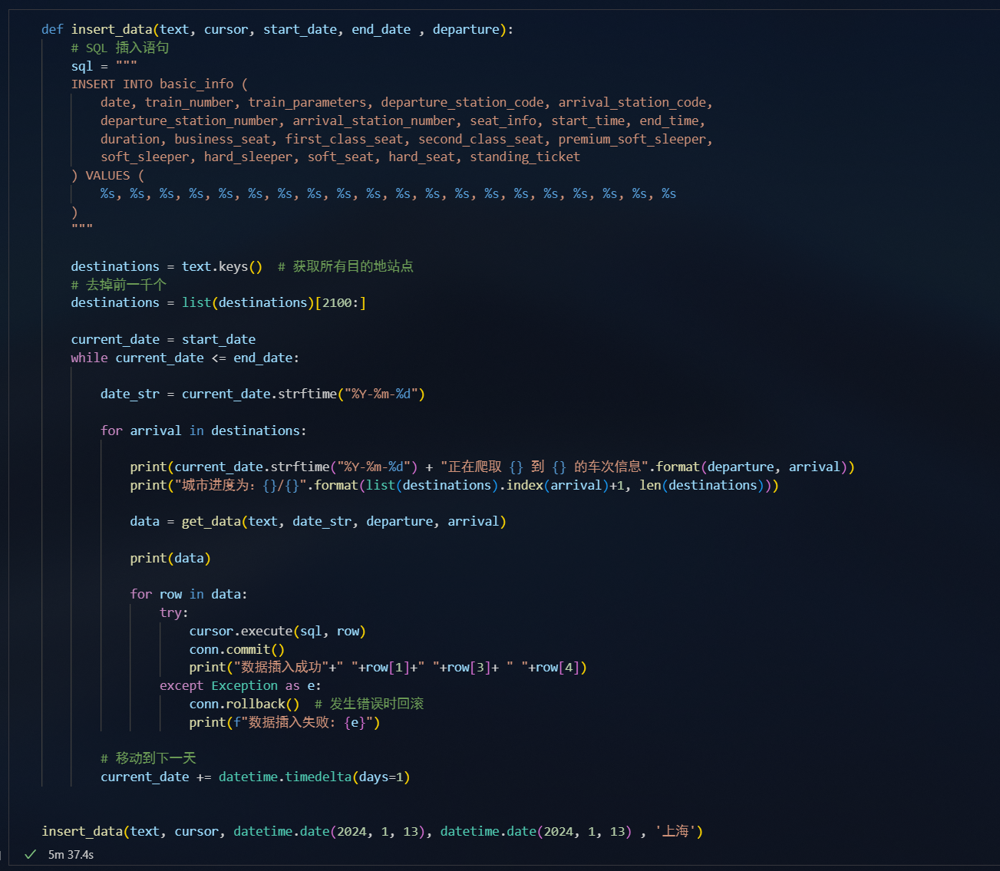 def insert_data(text, cursor, start_date, end_date , departure):
    # SQL 插入语句
    sql = """
    INSERT INTO basic_info (
        date, train_number, train_parameters, departure_station_code, arrival_station_code,
        departure_station_number, arrival_station_number, seat_info, start_time, end_time,
        duration, business_seat, first_class_seat, second_class_seat, premium_soft_sleeper,
        soft_sleeper, hard_sleeper, soft_seat, hard_seat, standing_ticket
    ) VALUES (
        %s, %s, %s, %s, %s, %s, %s, %s, %s, %s, %s, %s, %s, %s, %s, %s, %s, %s, %s, %s
    )
    """
    destinations = text.keys()  # 获取所有目的地站点
    # 去掉前一千个
    destinations = list(destinations)[2100:]
    current_date = start_date
    while current_date <= end_date:
        date_str = current_date.strftime("%Y-%m-%d")
        for arrival in destinations:
            print(current_date.strftime("%Y-%m-%d") + "正在爬取 {} 到 {} 的车次信息".format(departure, arrival))
            print("城市进度为：{}/{}".format(list(destinations).index(arrival)+1, len(destinations)))
            data = get_data(text, date_str, departure, arrival)
            print(data)
            for row in data:
                try:
                    cursor.execute(sql, row)
                    conn.commit()
                    print("数据插入成功"+" "+row[1]+" "+row[3]+ " "+row[4])
                except Exception as e:
                    conn.rollback()  # 发生错误时回滚
                    print(f"数据插入失败：{e}")
        # 移动到下一天
        current_date += datetime.timedelta(days=1)
insert_data(text, cursor, datetime.date(2024, 1, 13), datetime.date(2024, 1, 13) , '上海')
5m 37.4s